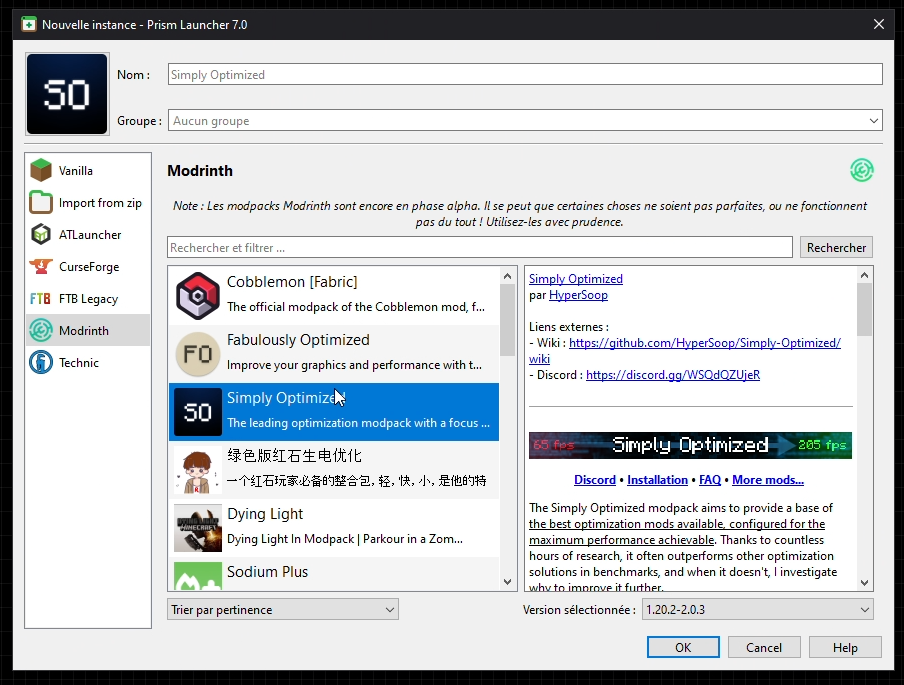 Nouvelle instance - Prism Launcher 7.0
SO
Nom :
Simply Optimized
Groupe :
Aucun groupe
Vanilla
Import from zip
ATLauncher
CurseForge
FTB
FTB Legacy
Modrinth
Technic
Modrinth
Note : Les modpacks Modrinth sont encore en phase alpha. Il se peut que certaines choses ne soient pas parfaites, ou ne fonctionnent
pas du tout ! Utilisez-les avec prudence.
Rechercher et filtrer ...
Rechercher
Cobblemon [Fabric]
The official modpack of the Cobblemon mod, f...
FO
Fabulously Optimized
Improve your graphics and performance with t...
SO
Simply Optimized
The leading optimization modpack with a focus ...
绿色版红石生电优化
一个红石玩家必备的整合包，轻，快，小，是他的特
Dying Light
Dying Light In Modpack | Parkour in a Zom...
Sodium Plus
Simply Optimized
par HyperSoop
Liens externes :
- Wiki : https://github.com/HyperSoop/Simply-Optimized/
wiki
- Discord : https://discord.gg/WSQdQZUjeR
65 fps
Simply Optimized
205 fps
Discord • Installation • FAQ • More mods...
The Simply Optimized modpack aims to provide a base of
the best optimization mods available, configured for the
maximum performance achievable. Thanks to countless
hours of research, it often outperforms other optimization
solutions in benchmarks, and when it doesn't, I investigate
why to improve it further.
Trier par pertinence
Version sélectionnée :
1.20.2-2.0.3
OK
Cancel
Help